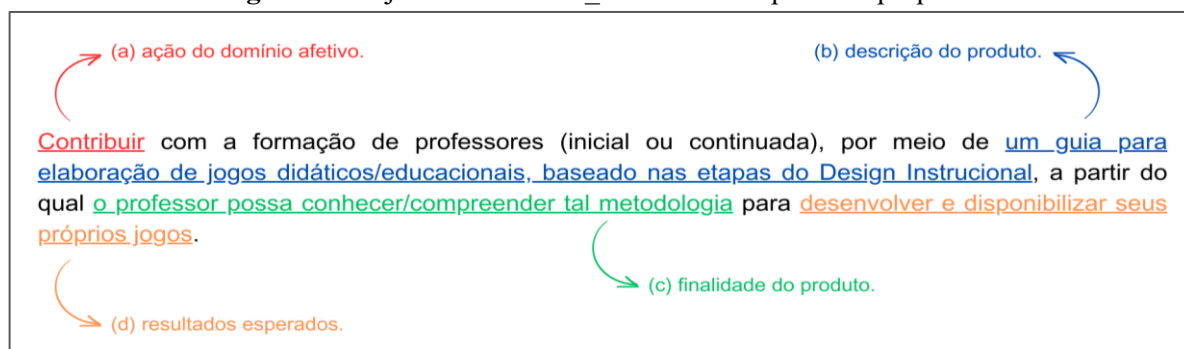 (a) ação do domínio afetivo.
(b) descrição do produto.
Contribuir com a formação de professores (inicial ou continuada), por meio de um guia para
elaboração de jogos didáticos/educacionais, baseado nas etapas do Design Instrucional, a partir do
qual o professor possa conhecer/compreender tal metodologia para desenvolver e disponibilizar seus
próprios jogos.
(c) finalidade do produto.
(d) resultados esperados.